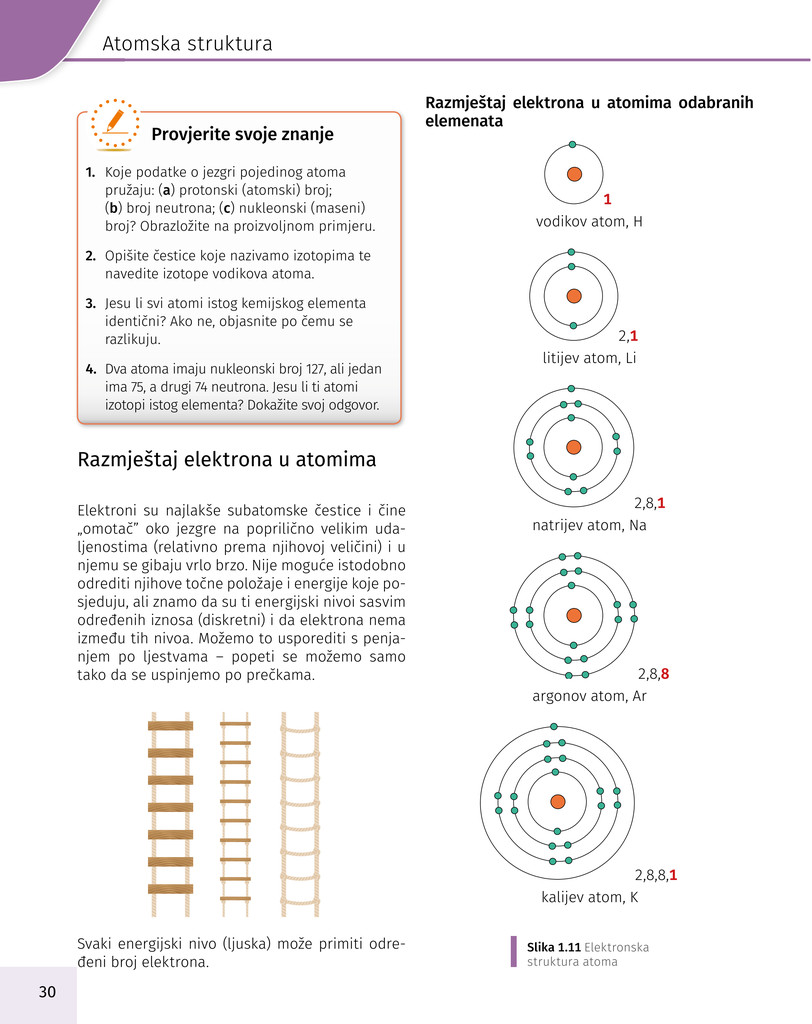 Atomska struktura
Provjerite svoje znanje
1. Koje podatke o jezgri pojedinog atoma
pružaju: (a) protonski (atomski) broj;
(b) broj neutrona; (c) nukleonski (maseni)
broj? Obrazložite na proizvoljnom primjeru.
2. Opišite čestice koje nazivamo izotopima te
navedite izotope vodikova atoma.
3. Jesu li svi atomi istog kemijskog elementa
identični? Ako ne, objasnite po čemu se
razlikuju.
4. Dva atoma imaju nukleonski broj 127, ali jedan
ima 75, a drugi 74 neutrona. Jesu li ti atomi
izotopi istog elementa? Dokažite svoj odgovor.
Razmještaj elektrona u atomima
Elektroni su najlakše subatomske čestice i čine
„omotač” oko jezgre na poprilično velikim uda-
ljenostima (relativno prema njihovoj veličini) i u
njemu se gibaju vrlo brzo. Nije moguće istodobno
odrediti njihove točne položaje i energije koje po-
sjeduju, ali znamo da su ti energijski nivoi sasvim
određenih iznosa (diskretni) i da elektrona nema
između tih nivoa. Možemo to usporediti s penja-
njem po ljestvama – popeti se možemo samo
tako da se uspinjemo po prečkama.
Svaki energijski nivo (ljuska) može primiti odre-
đeni broj elektrona.
Razmještaj elektrona u atomima odabranih
elemenata
1
vodikov atom, H
2,1
litijev atom, Li
2,8,1
natrijev atom, Na
2,8,8
argonov atom, Ar
2,8,8,1
kalijev atom, K
Slika 1.11 Elektronska
struktura atoma
30